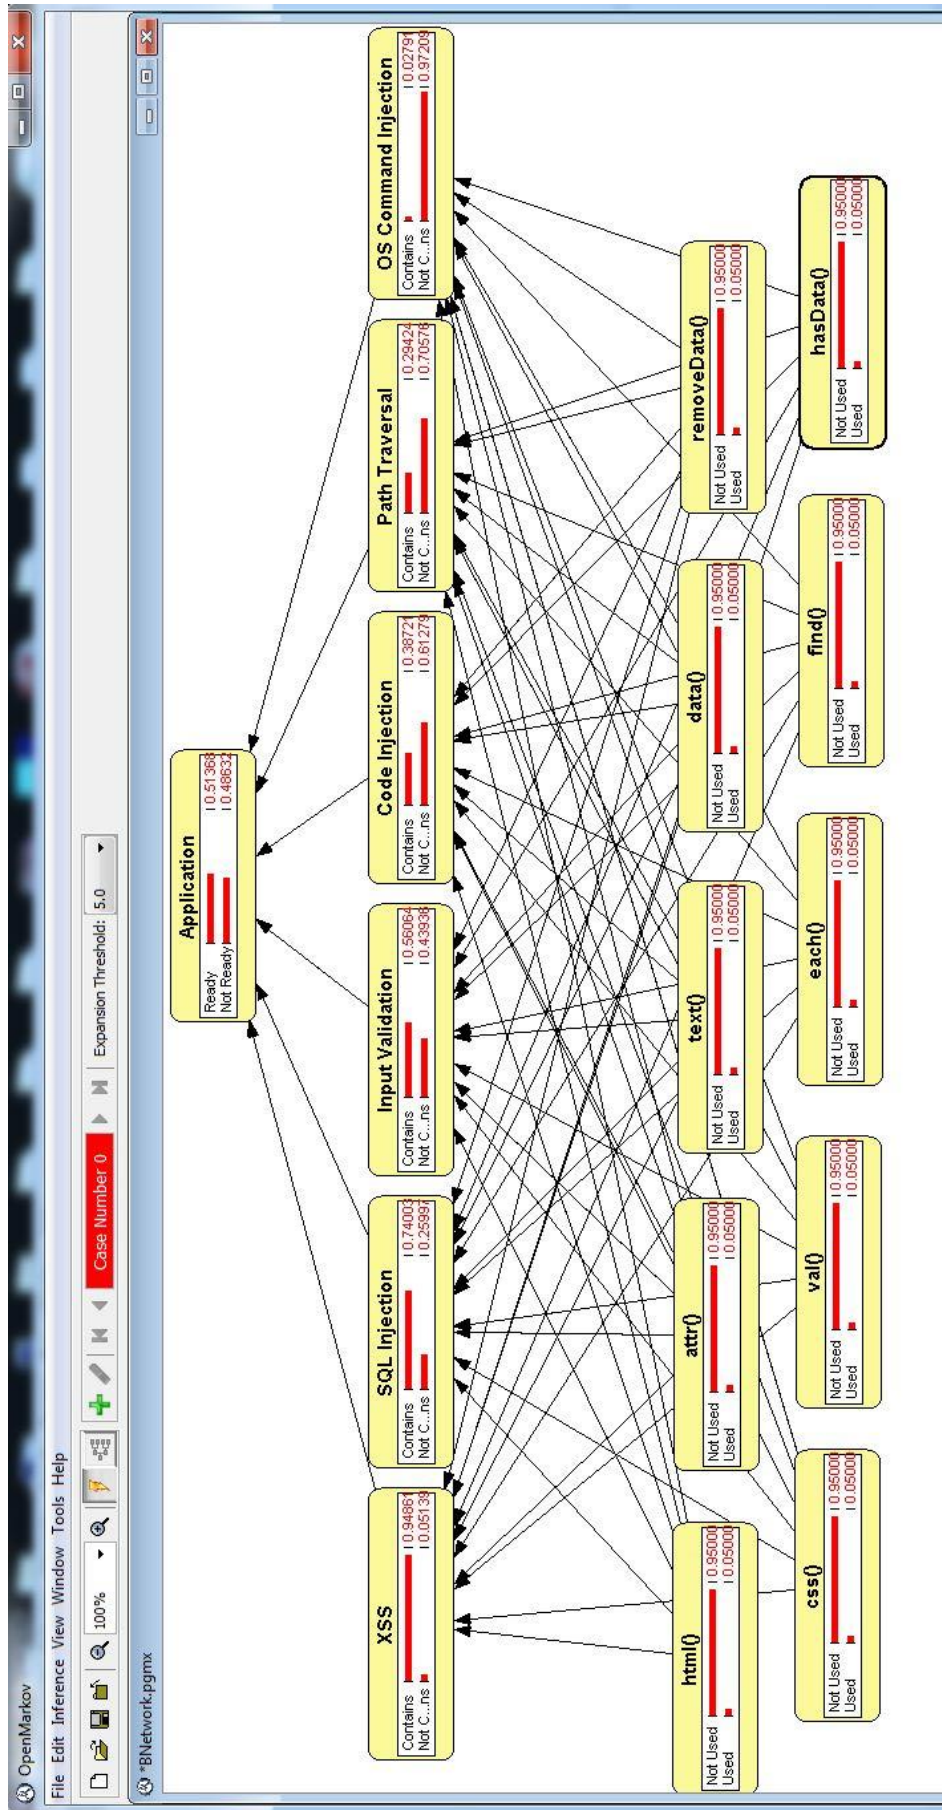 OpenMarkov
File Edit Inference View Window Tools Help
100% Case Number 0 Expansion Threshold: 5.0
*BNetwork.pgmx
Application
Ready 0.51368
Not Ready 0.48632
XSS
Contains 0.94861
Not C...ns 0.05139
SQL Injection
Contains 0.74003
Not C...ns 0.25997
Input Validation
Contains 0.56064
Not C...ns 0.43936
Code Injection
Contains 0.38721
Not C...ns 0.61279
Path Traversal
Contains 0.29424
Not C...ns 0.70576
OS Command Injection
Contains 0.02791
Not C...ns 0.97209
html()
Not Used 0.95000
Used 0.05000
attr()
Not Used 0.95000
Used 0.05000
text()
Not Used 0.95000
Used 0.05000
data()
Not Used 0.95000
Used 0.05000
removeData()
Not Used 0.95000
Used 0.05000
css()
Not Used 0.95000
Used 0.05000
val()
Not Used 0.95000
Used 0.05000
each()
Not Used 0.95000
Used 0.05000
find()
Not Used 0.95000
Used 0.05000
hasData()
Not Used 0.95000
Used 0.05000